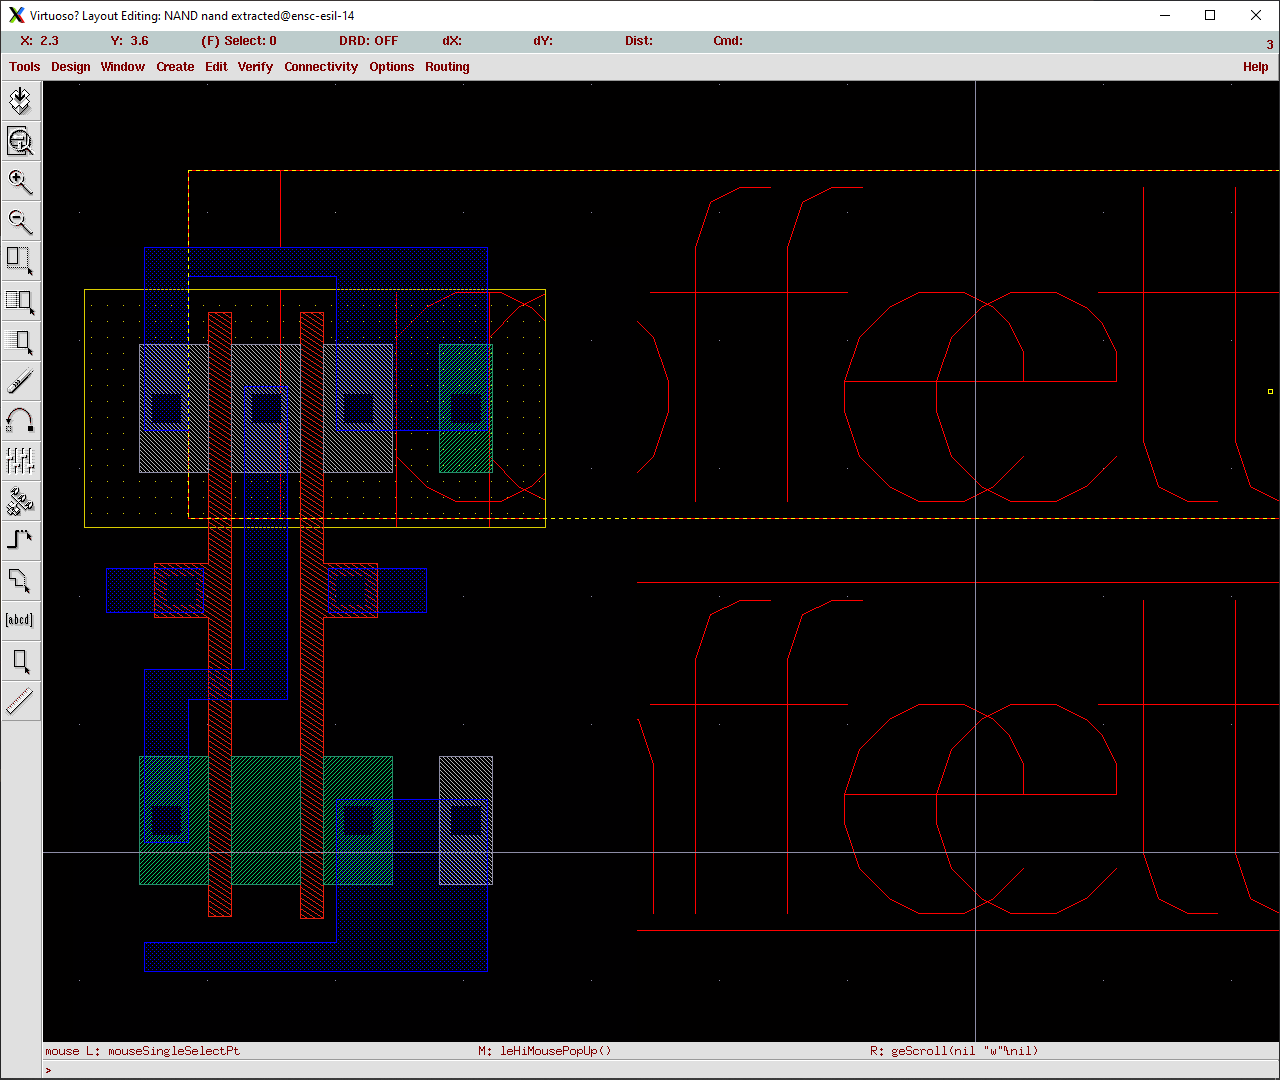 Virtuoso? Layout Editing: NAND nand extracted@ensc-esil-14
X: 2.3 Y: 3.6 (F) Select: 0 DRD: OFF dX: dY: Dist: Cmd: 3
Tools Design Window Create Edit Verify Connectivity Options Routing Help
[abcd]
mouse L: mouseSingleSelectPt M: leHiMousePopUp() R: geScroll(nil "w"%nil)
>